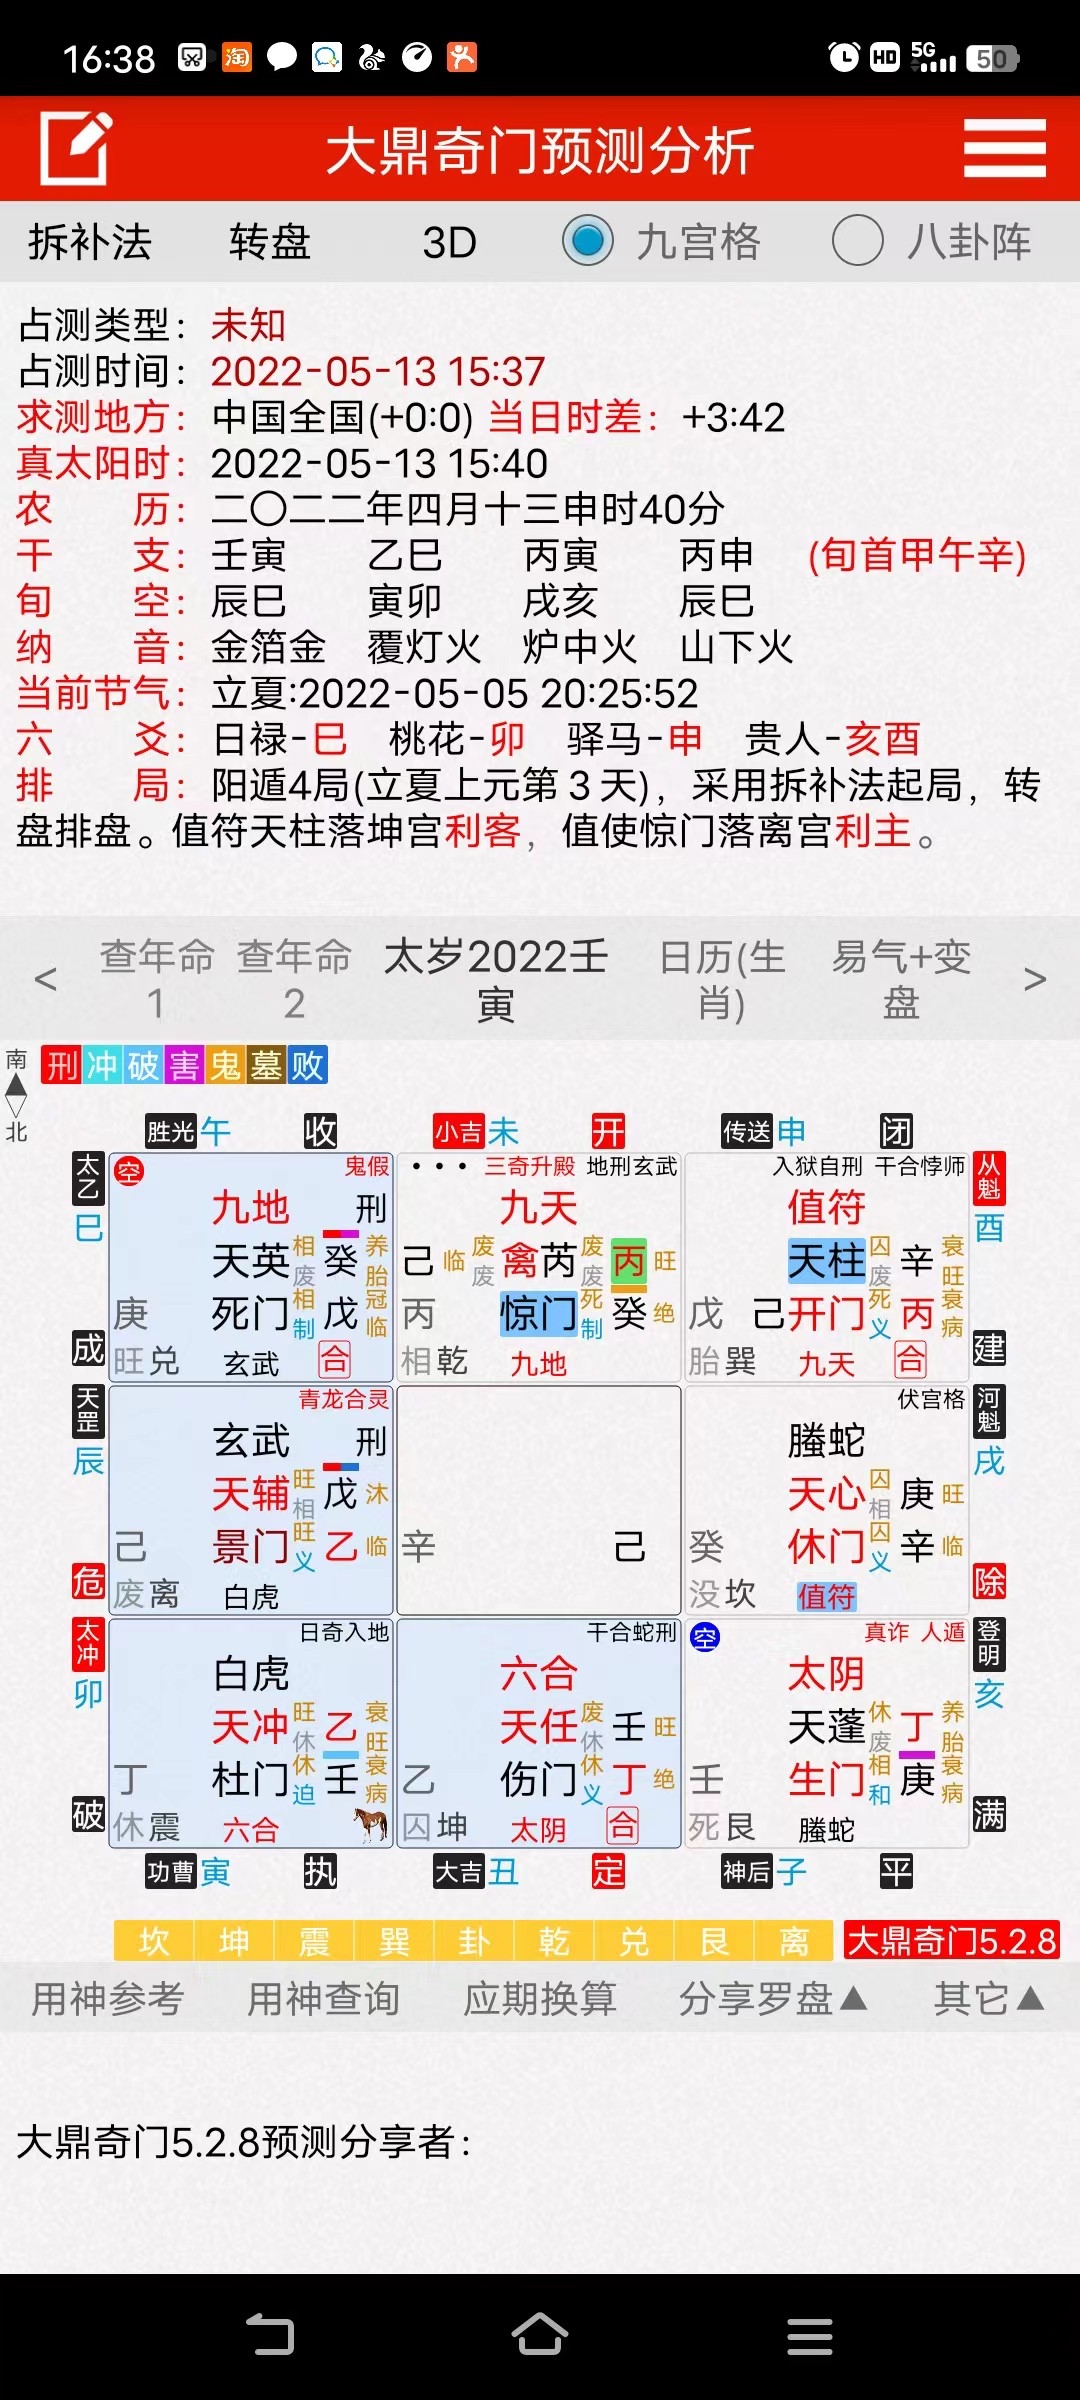 16:38 淘 HD 5G 50
大鼎奇门预测分析
拆补法 转盘 3D 九宫格 八卦阵
占测类型：未知
占测时间：2022-05-13 15:37
求测地方：中国全国(+0:0) 当日时差：+3:42
真太阳时：2022-05-13 15:40
农 历：二〇二二年四月十三申时40分
干 支：壬寅 乙巳 丙寅 丙申 (旬首甲午辛)
旬 空：辰巳 寅卯 戌亥 辰巳
纳 音：金箔金 覆灯火 炉中火 山下火
当前节气：立夏:2022-05-05 20:25:52
六 爻：日禄-巳 桃花-卯 驿马-申 贵人-亥酉
排 局：阳遁4局(立夏上元第3天)，采用拆补法起局，转
盘排盘。值符天柱落坤宫利客，值使惊门落离宫利主。
< 查年命1 查年命2 太岁2022壬寅 日历(生肖) 易气+变盘 >
南 北
刑冲破害鬼墓败
胜光 午 收 小吉 未 开 传送 申 闭
太乙 巳 成
空 鬼假
九地 刑
天英 相废 癸 养胎
庚 死门 相制 戊 冠临
旺兑 玄武 合
••• 三奇升殿 地刑玄武
九天
己 临 废废 禽芮 废废 丙 旺
丙 惊门 死制 癸 绝
相乾 九地
入狱自刑 干合悖师
值符
天柱 囚废 辛 衰旺
戊 己开门 死义 丙 衰病
胎巽 九天 合
从魁 酉 建
天罡 辰 危
青龙合灵
玄武 刑
天辅 旺相 戊 沐
己 景门 旺义 乙 临
废离 白虎
辛 己
伏宫格
螣蛇
天心 囚相 庚 旺
癸 休门 囚义 辛 临
没坎 值符
河魁 戌 除
太冲 卯 破
日奇入地
白虎
天冲 旺休 乙 衰旺
丁 杜门 休迫 壬 衰病
休震 六合
干合蛇刑
六合
天任 废休 壬 旺
乙 伤门 休义 丁 绝
囚坤 太阴 合
空 真诈 人遁
太阴
天蓬 休废 丁 养胎
壬 生门 相和 庚 衰病
死艮 螣蛇
登明 亥 满
功曹 寅 执 大吉 丑 定 神后 子 平
坎 坤 震 巽 卦 乾 兑 艮 离 大鼎奇门5.2.8
用神参考 用神查询 应期换算 分享罗盘▲ 其它▲
大鼎奇门5.2.8预测分享者：